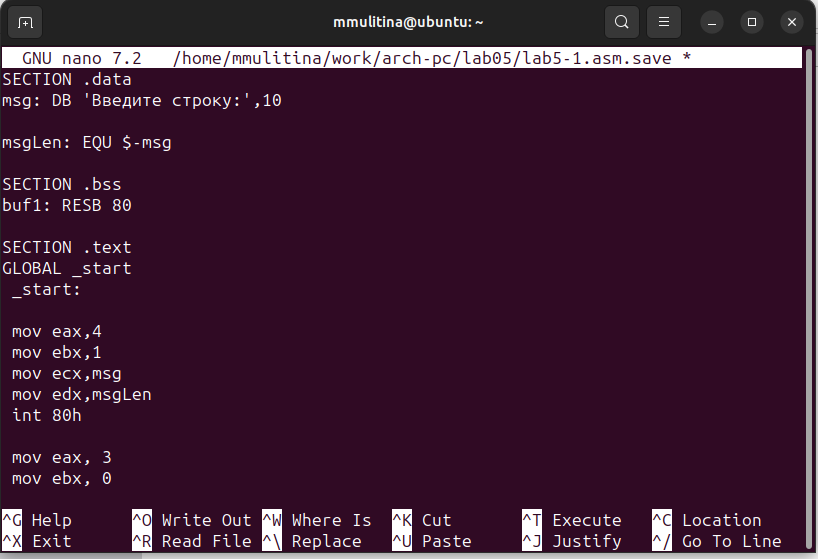 mmulitina@ubuntu: ~
GNU nano 7.2 /home/mmulitina/work/arch-pc/lab05/lab5-1.asm.save *
SECTION .data
msg: DB 'Введите строку:',10
msgLen: EQU $-msg
SECTION .bss
buf1: RESB 80
SECTION .text
GLOBAL _start
_start:
mov eax,4
mov ebx,1
mov ecx,msg
mov edx,msgLen
int 80h
mov eax, 3
mov ebx, 0
^G Help ^O Write Out ^W Where Is ^K Cut ^T Execute ^C Location
^X Exit ^R Read File ^\ Replace ^U Paste ^J Justify ^/ Go To Line